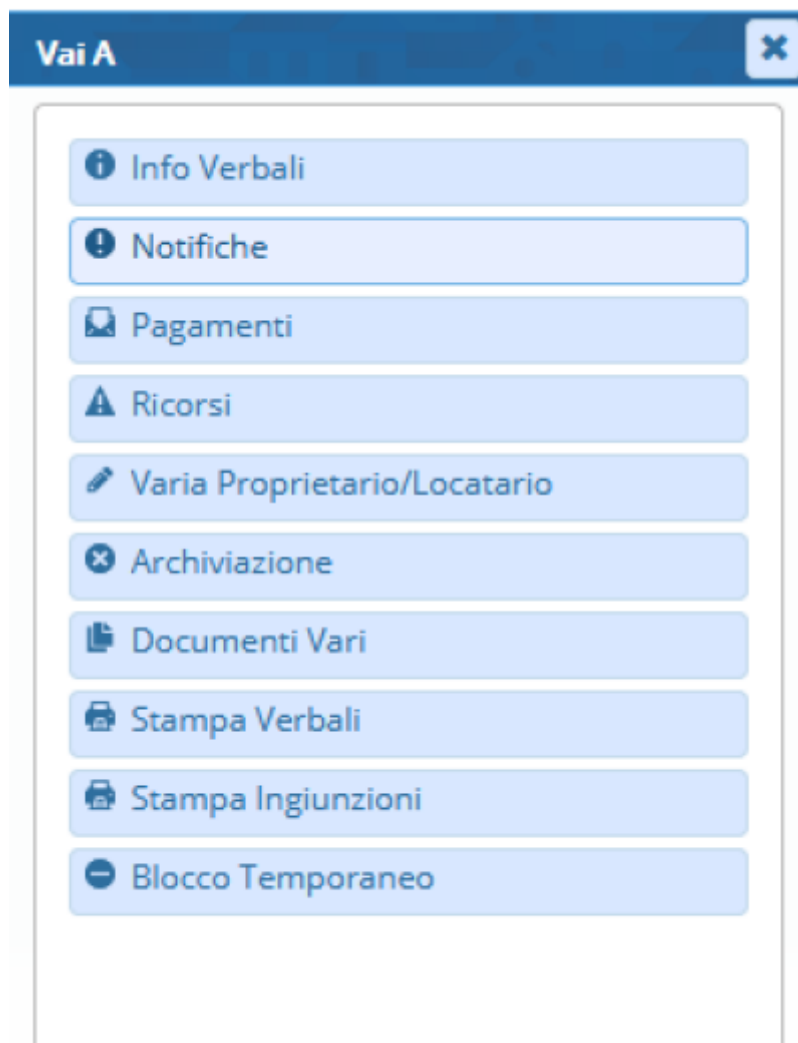 Vai A
Info Verbali
Notifiche
Pagamenti
Ricorsi
Varia Proprietario/Locatario
Archiviazione
Documenti Vari
Stampa Verbali
Stampa Ingiunzioni
Blocco Temporaneo